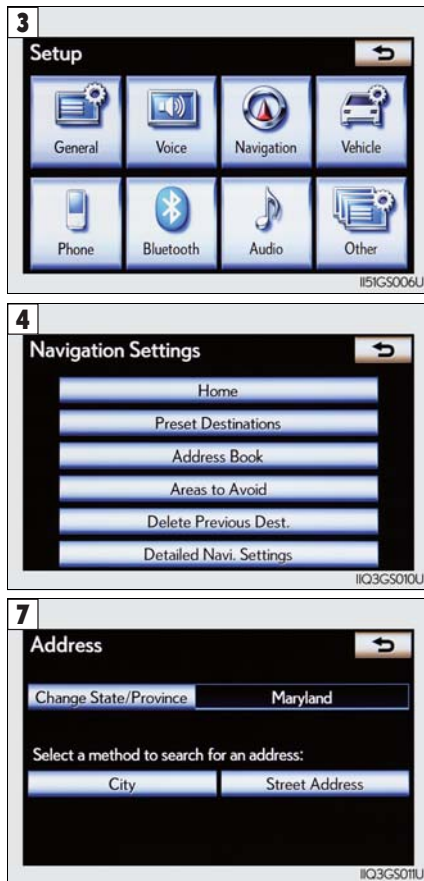 3
Setup
General Voice Navigation Vehicle
Phone Bluetooth Audio Other
II51GS006U
4
Navigation Settings
Home
Preset Destinations
Address Book
Areas to Avoid
Delete Previous Dest.
Detailed Navi. Settings
IIQ3GS010U
7
Address
Change State/Province Maryland
Select a method to search for an address:
City Street Address
IIQ3GS011U